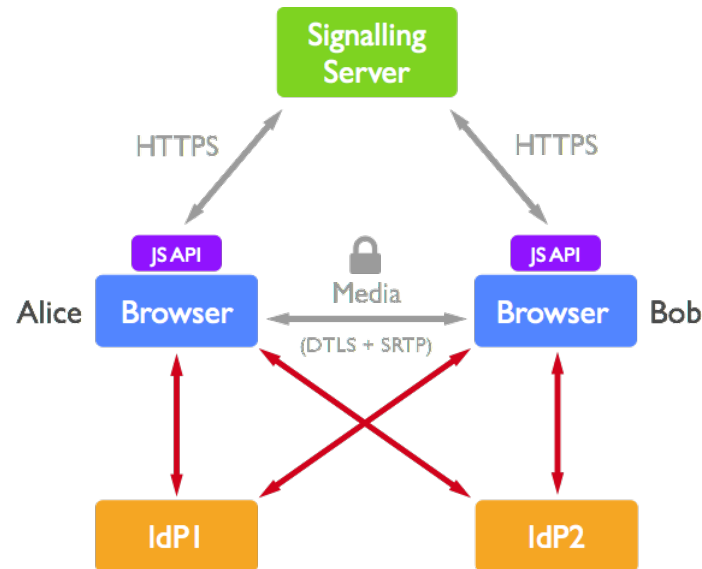 Signalling
Server
HTTPS
HTTPS
JS API
JS API
Media
Alice
Browser
Browser
Bob
(DTLS + SRTP)
IdP1
IdP2